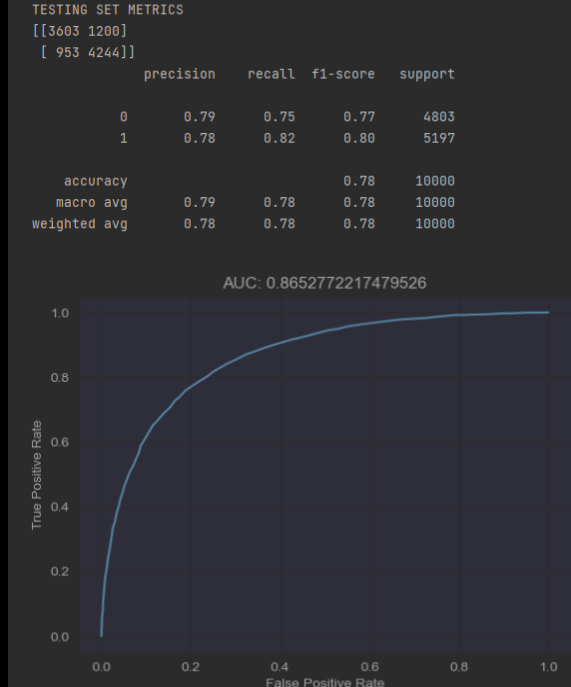 TESTING SET METRICS
[[3603 1200]
[ 953 4244]]
precision recall f1-score support
0 0.79 0.75 0.77 4803
1 0.78 0.82 0.80 5197
accuracy 0.78 10000
macro avg 0.79 0.78 0.78 10000
weighted avg 0.78 0.78 0.78 10000
AUC: 0.8652772217479526
1.0
0.8
0.6
0.4
0.2
0.0
True Positive Rate
0.0 0.2 0.4 0.6 0.8 1.0
False Positive Rate